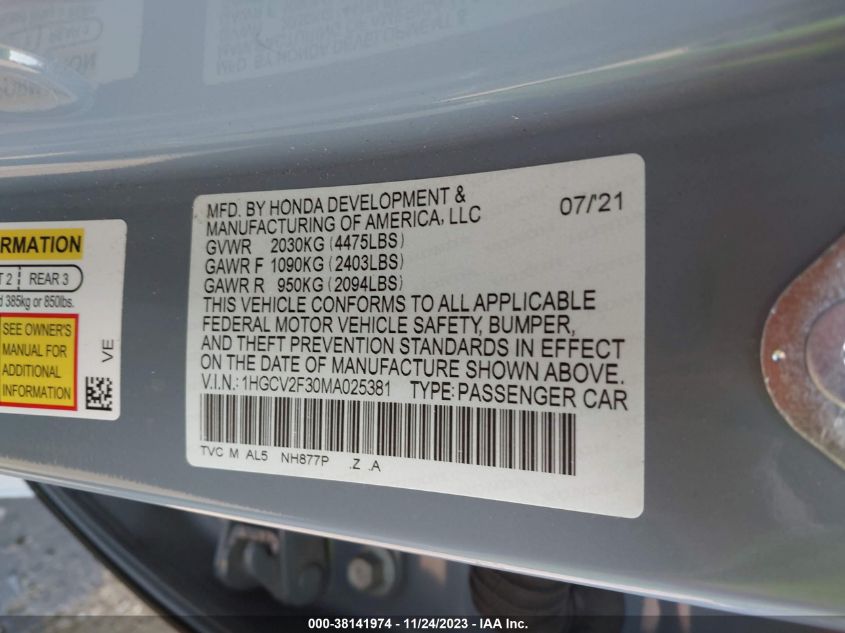 RMATION
T 2 REAR 3
d 385kg or 850lbs.
SEE OWNER'S
MANUAL FOR
ADDITIONAL
INFORMATION
VE
MFD. BY HONDA DEVELOPMENT &
MANUFACTURING OF AMERICA, LLC 07/'21
GVWR 2030KG (4475LBS)
GAWR F 1090KG (2403LBS)
GAWR R 950KG (2094LBS)
THIS VEHICLE CONFORMS TO ALL APPLICABLE
FEDERAL MOTOR VEHICLE SAFETY, BUMPER,
AND THEFT PREVENTION STANDARDS IN EFFECT
ON THE DATE OF MANUFACTURE SHOWN ABOVE.
V.I.N.: 1HGCV2F30MA025381 TYPE: PASSENGER CAR
TVC M AL5 NH877P .Z .A
000-38141974 — 11/24/2023 — IAA Inc.